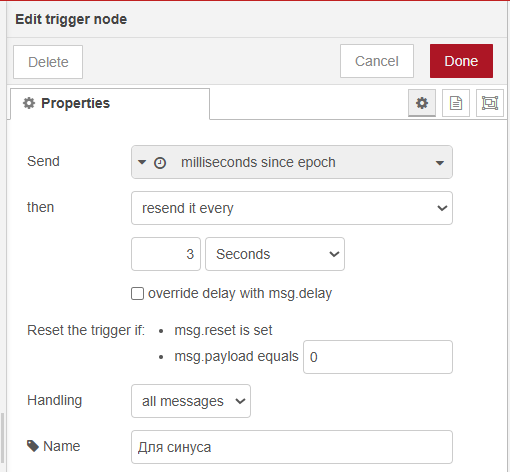 Edit trigger node
Delete
Cancel
Done
Properties
Send
milliseconds since epoch
then
resend it every
3
Seconds
override delay with msg.delay
Reset the trigger if:
• msg.reset is set
• msg.payload equals
0
Handling
all messages
Name
Для синуса